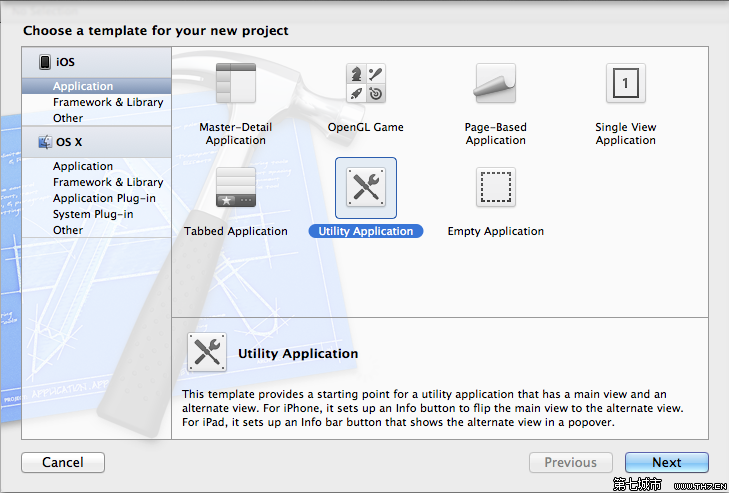 Choose a template for your new project
iOS
Application
Framework & Library
Other
OS X
Application
Framework & Library
Application Plug-in
System Plug-in
Other
Master-Detail
Application
OpenGL Game
Page-Based
Application
1
Single View
Application
Tabbed Application
Utility Application
Empty Application
Utility Application
This template provides a starting point for a utility application that has a main view and an
alternate view. For iPhone, it sets up an Info button to flip the main view to the alternate view.
For iPad, it sets up an Info bar button that shows the alternate view in a popover.
PROJECT APPLICATION APP
Cancel
Previous
Next
第七城市 WWW.TH7.CN